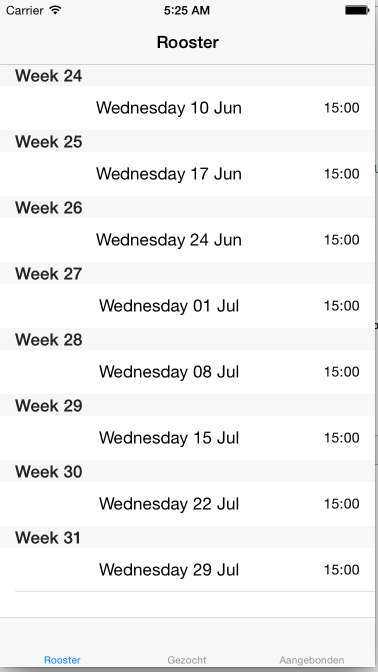 Carrier 5:25 AM
Rooster
Week 24
Wednesday 10 Jun 15:00
Week 25
Wednesday 17 Jun 15:00
Week 26
Wednesday 24 Jun 15:00
Week 27
Wednesday 01 Jul 15:00
Week 28
Wednesday 08 Jul 15:00
Week 29
Wednesday 15 Jul 15:00
Week 30
Wednesday 22 Jul 15:00
Week 31
Wednesday 29 Jul 15:00
Rooster Gezocht Aangebonden